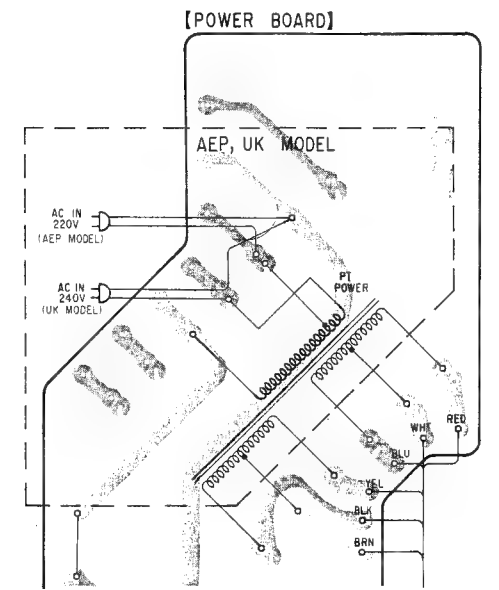 【POWER BOARD】
AEP, UK MODEL
AC IN
220V
(AEP MODEL)
AC IN
240V
(UK MODEL)
PT
POWER
RED
WHT
BLU
YEL
BLK
BRN